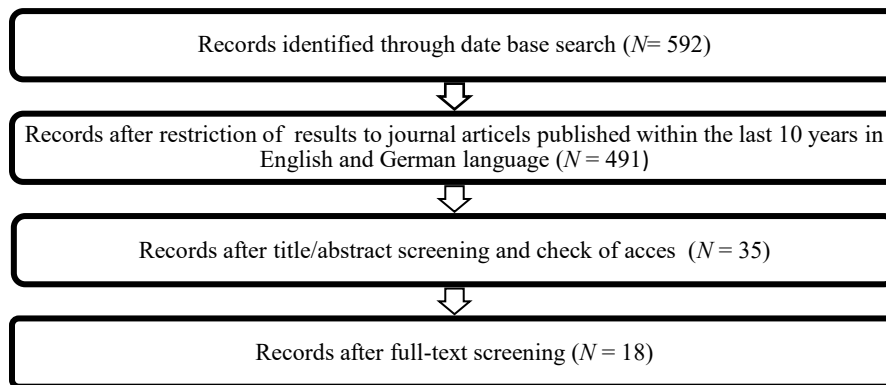 Records identified through date base search (N= 592)
Records after restriction of results to journal articels published within the last 10 years in
English and German language (N = 491)
Records after title/abstract screening and check of acces (N = 35)
Records after full-text screening (N = 18)